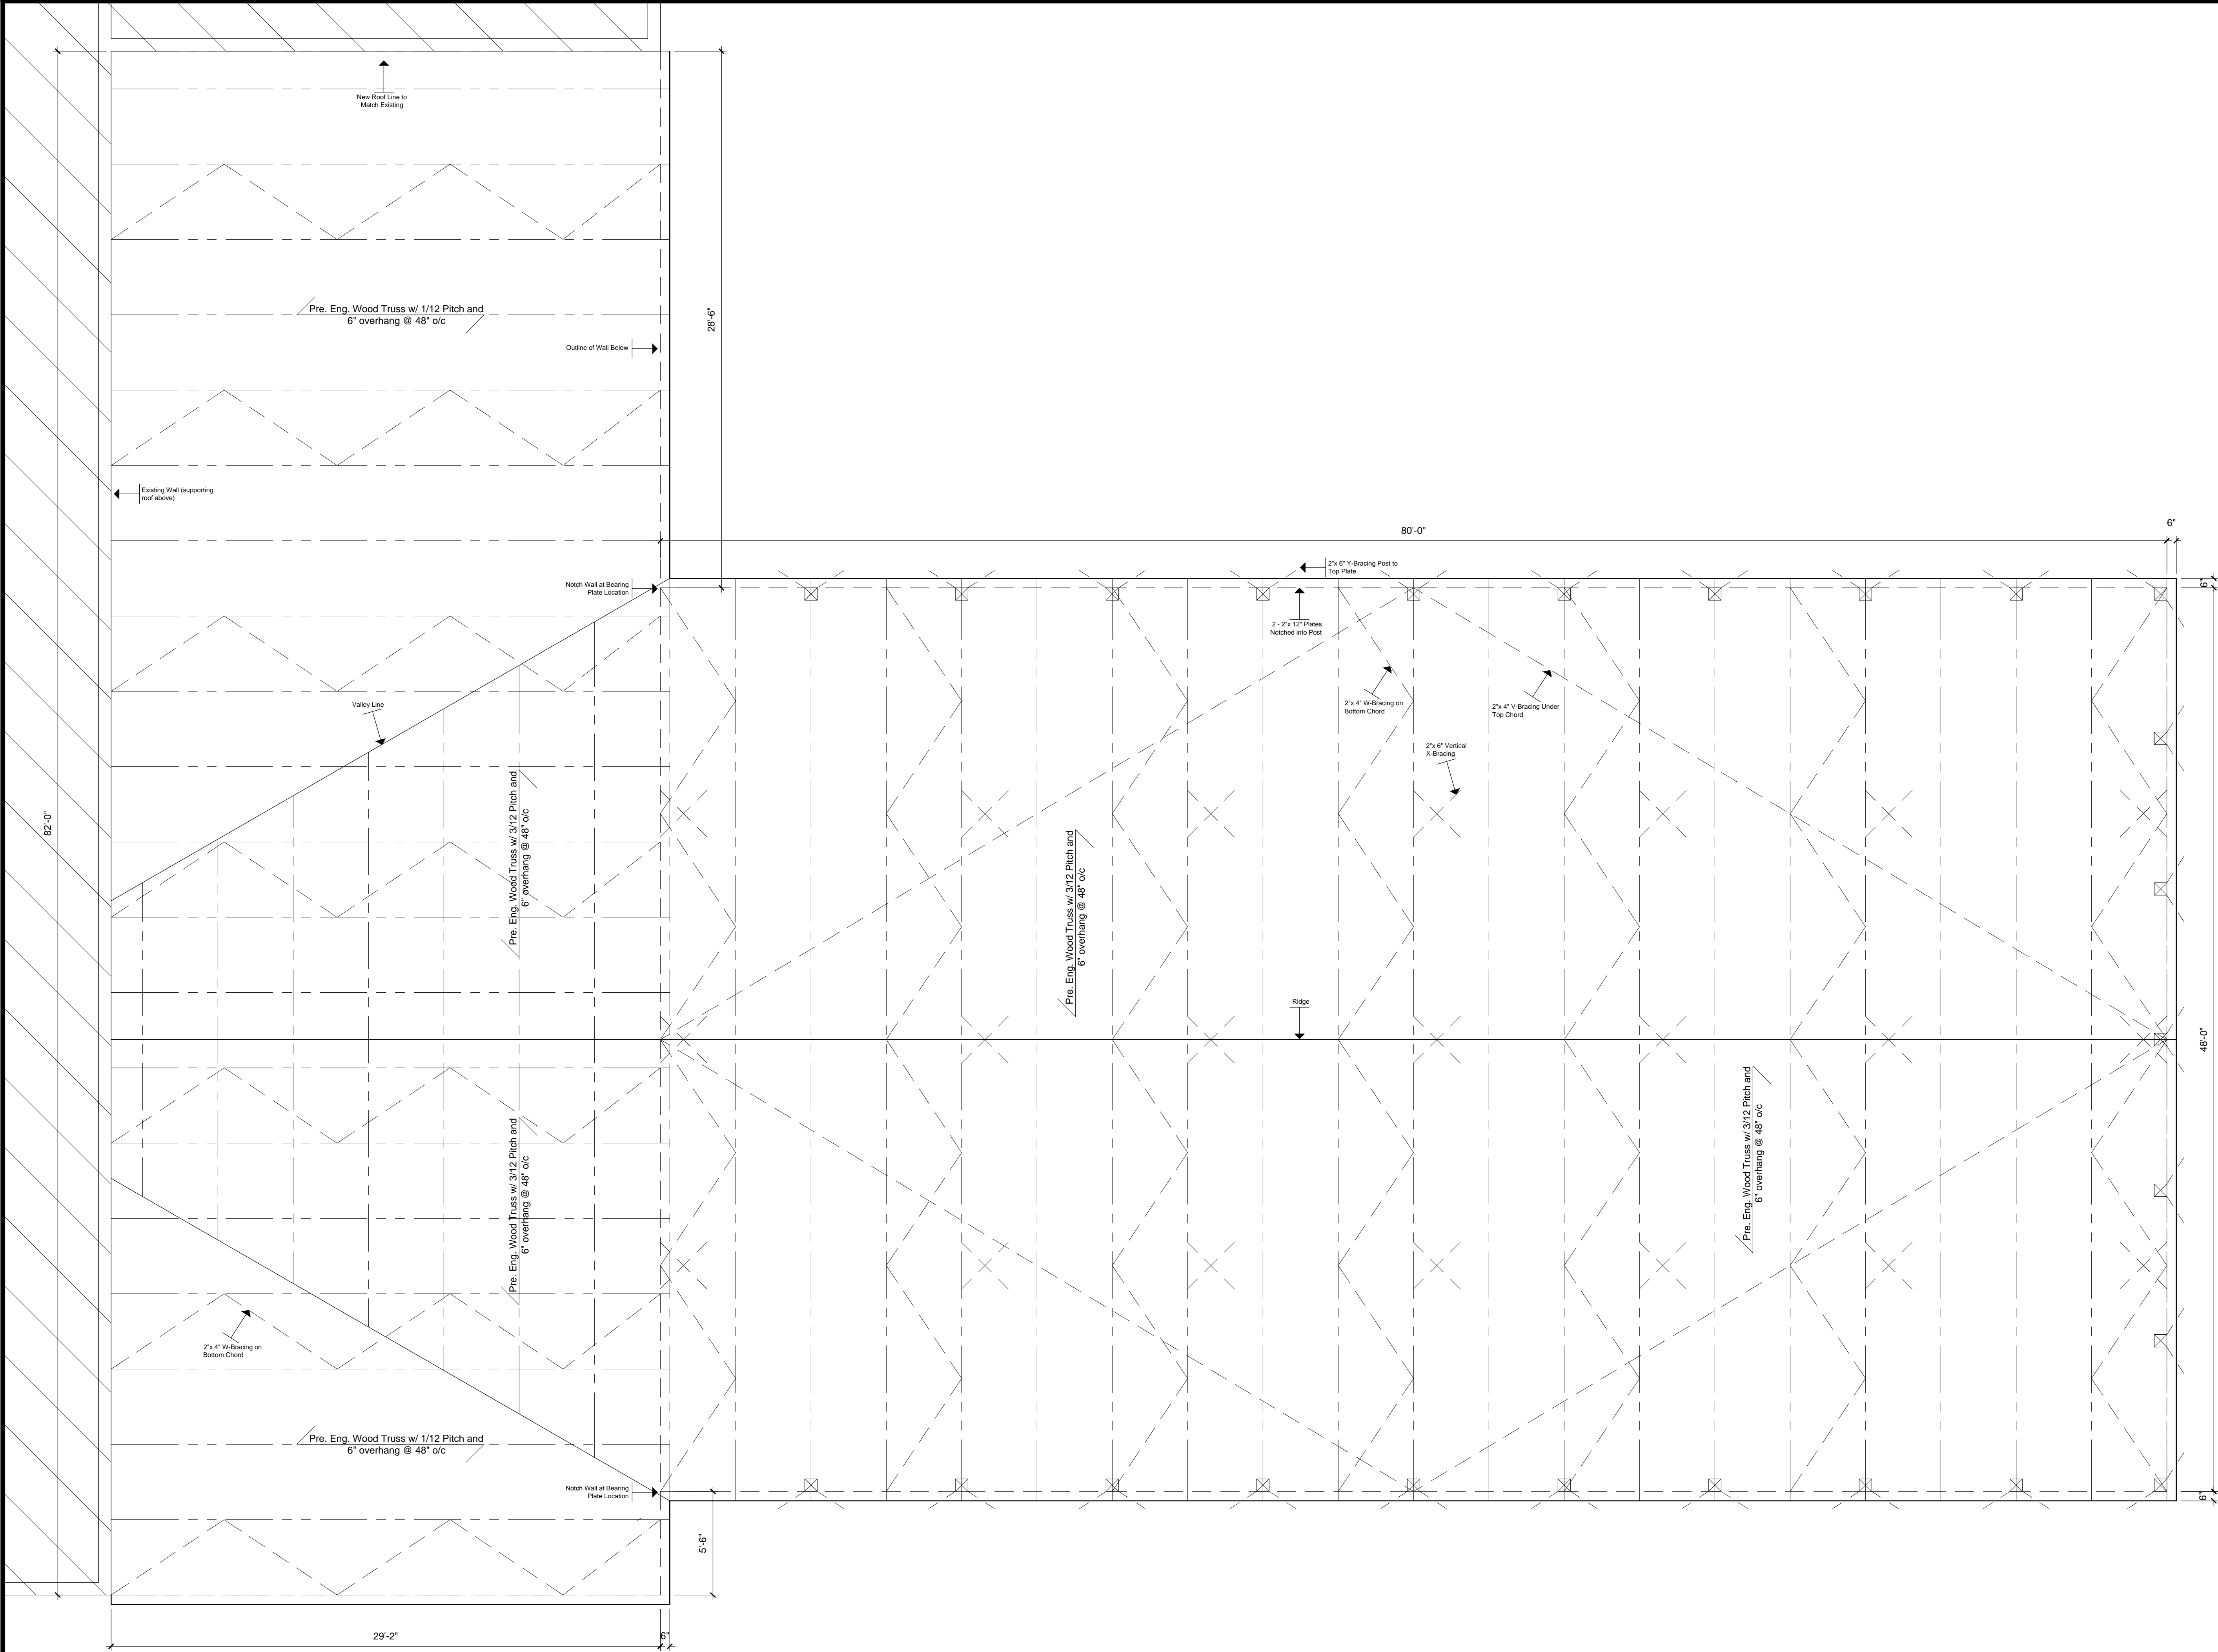 New Roof Line to
Match Existing
Pre. Eng. Wood Truss w/ 1/12 Pitch and
6" overhang @ 48" o/c
28'-6"
Outline of Wall Below
Existing Wall (supporting
roof above)
80'-0"
6"
2"x 6" Y-Bracing Post to
Top Plate
6"
Notch Wall at Bearing
Plate Location
2 - 2"x 12" Plates
Notched into Post
Valley Line
2"x 4" W-Bracing on
Bottom Chord
2"x 4" V-Bracing Under
Top Chord
2"x 6" Vertical
X-Bracing
82'-0"
Pre. Eng. Wood Truss w/ 3/12 Pitch and
6" overhang @ 48" o/c
Pre. Eng. Wood Truss w/ 3/12 Pitch and
6" overhang @ 48" o/c
Ridge
48'-0"
Pre. Eng. Wood Truss w/ 3/12 Pitch and
6" overhang @ 48" o/c
Pre. Eng. Wood Truss w/ 3/12 Pitch and
6" overhang @ 48" o/c
2"x 4" W-Bracing on
Bottom Chord
Pre. Eng. Wood Truss w/ 1/12 Pitch and
6" overhang @ 48" o/c
Notch Wall at Bearing
Plate Location
6"
5'-6"
29'-2"
6"